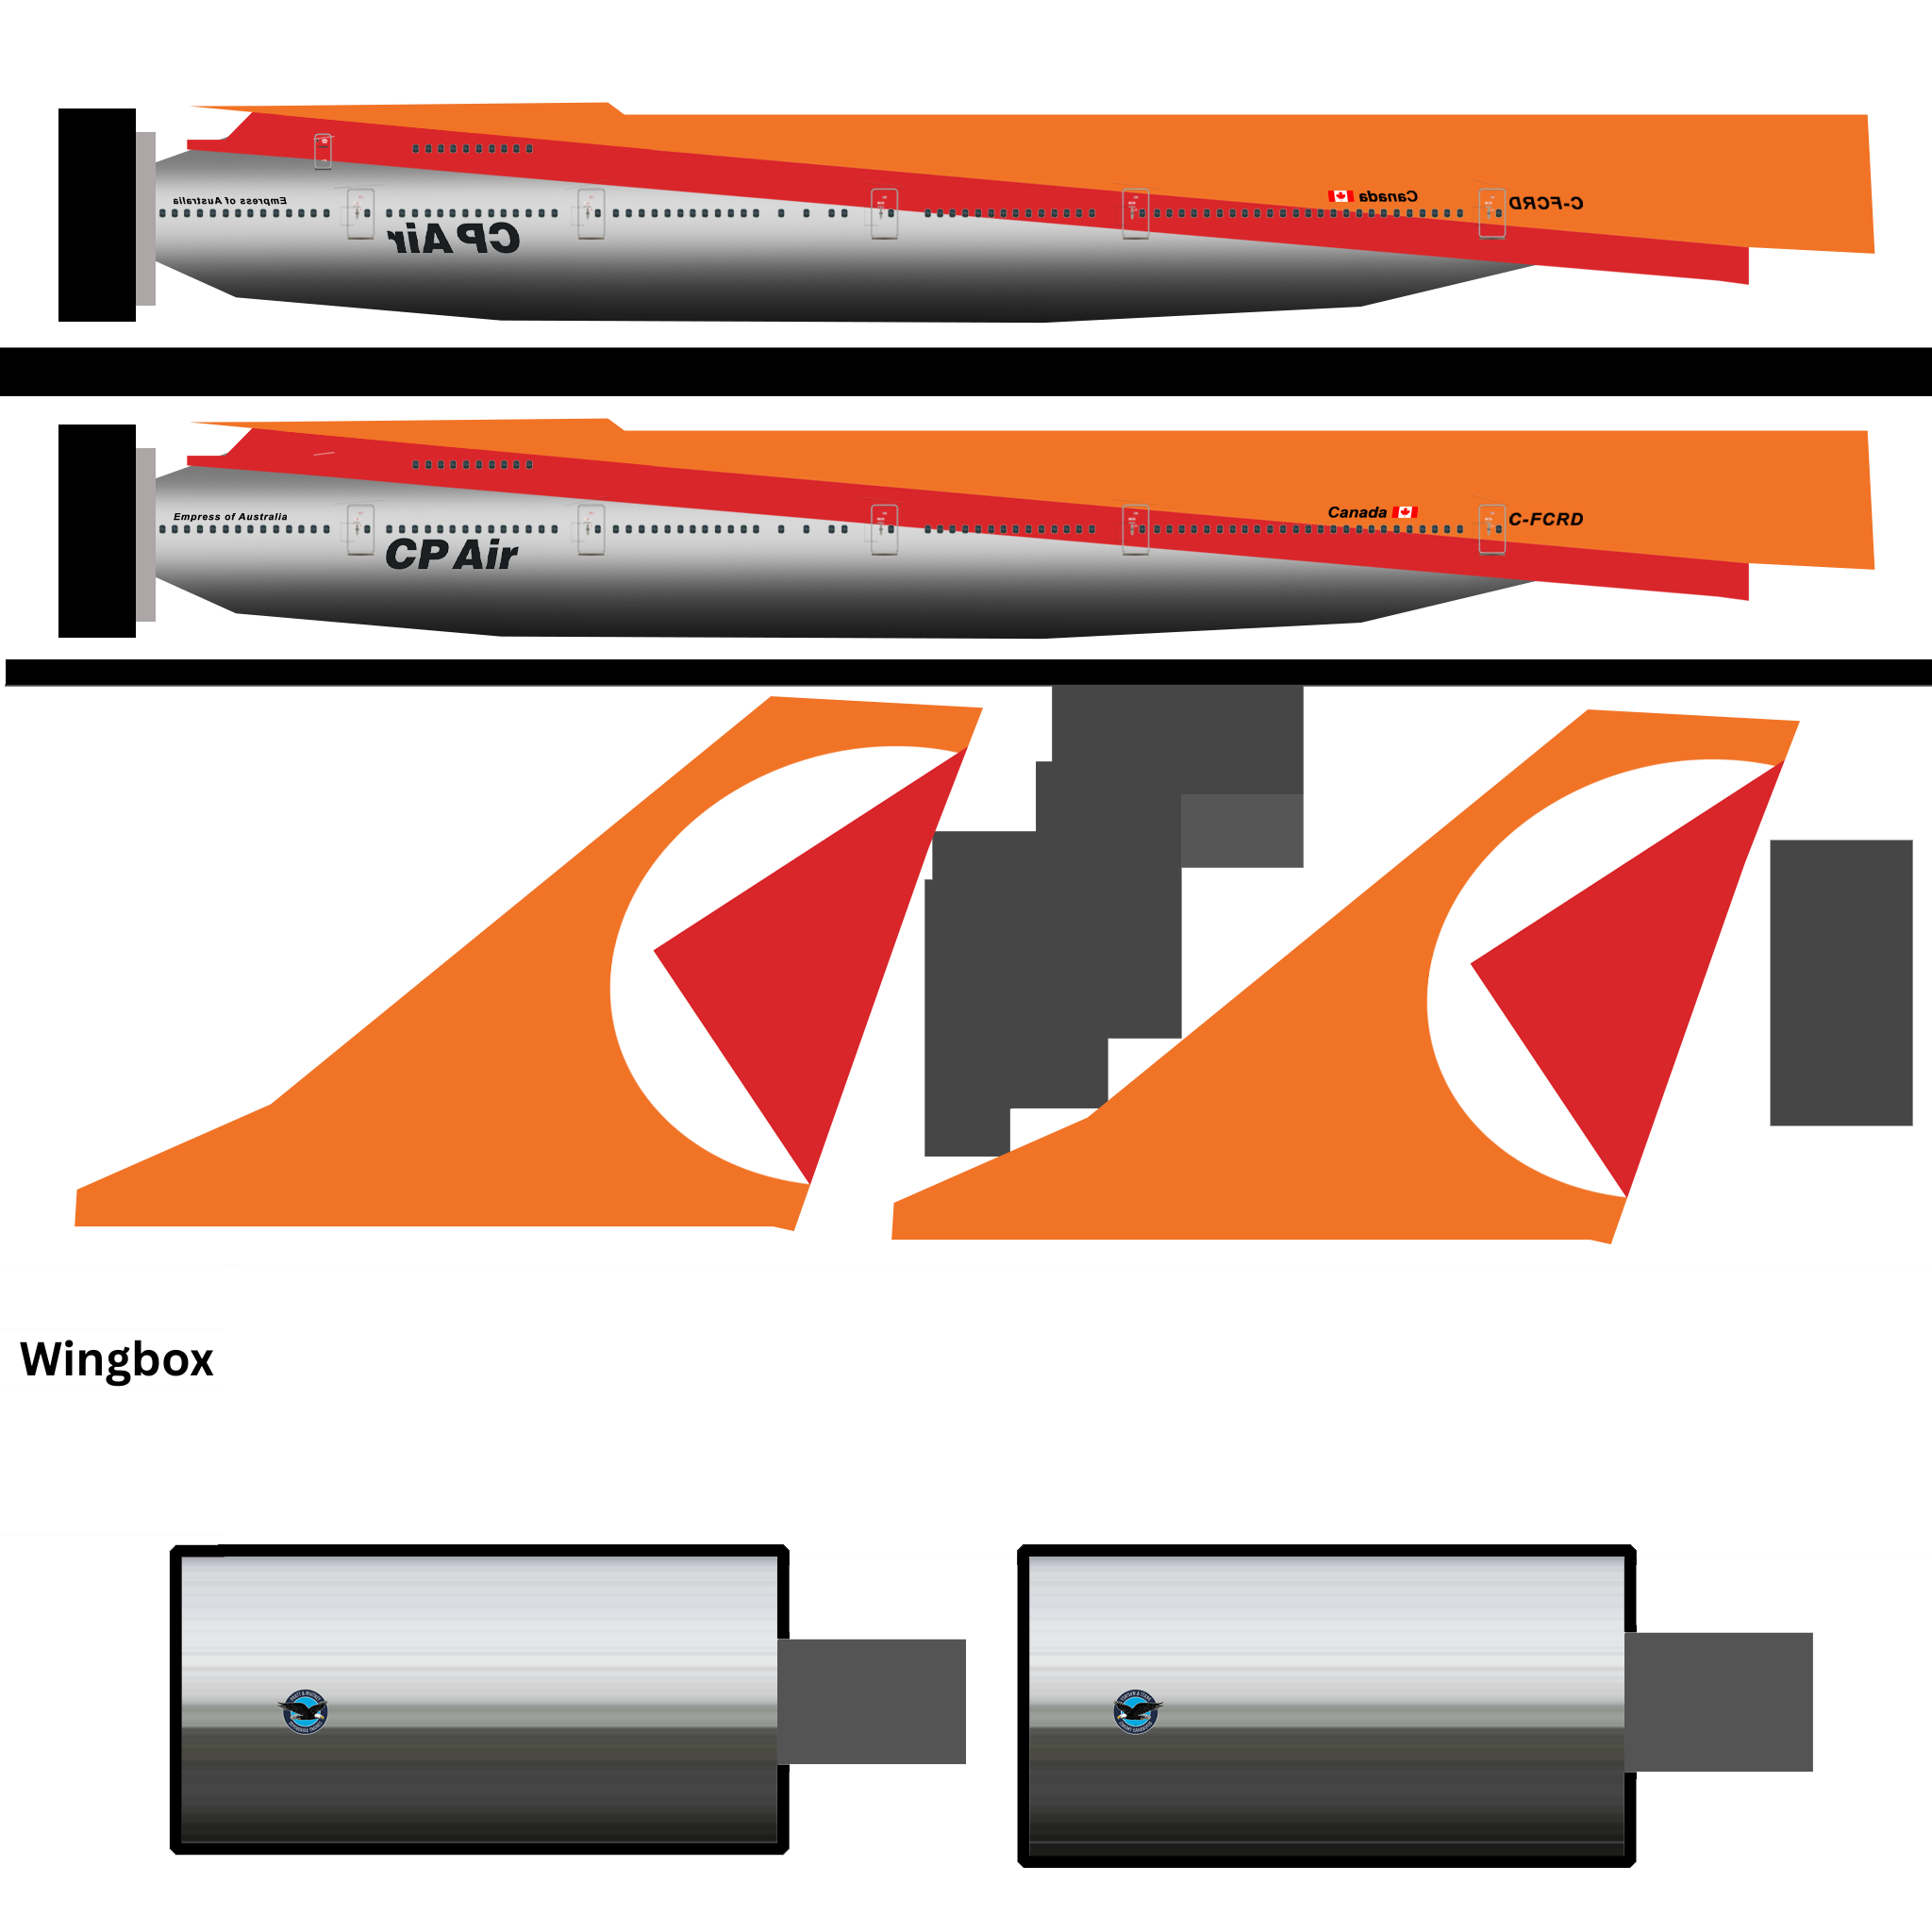 Empress of Australia
CP Air
Canada
C-FCRD
Empress of Australia
CP Air
Canada
C-FCRD
Wingbox